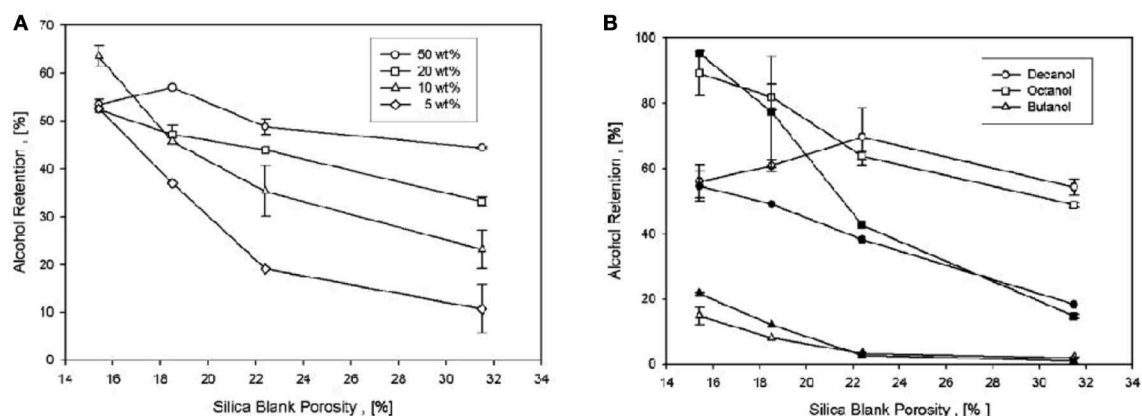 A
70
60
50
40
30
20
10
0
Alcohol Retention , [%]
14 16 18 20 22 24 26 28 30 32 34
Silica Blank Porosity , [%]
50 wt%
20 wt%
10 wt%
5 wt%
B
100
80
60
40
20
0
Alcohol Retention , [%]
14 16 18 20 22 24 26 28 30 32 34
Silica Blank Porosity , [% ]
Decanol
Octanol
Butanol